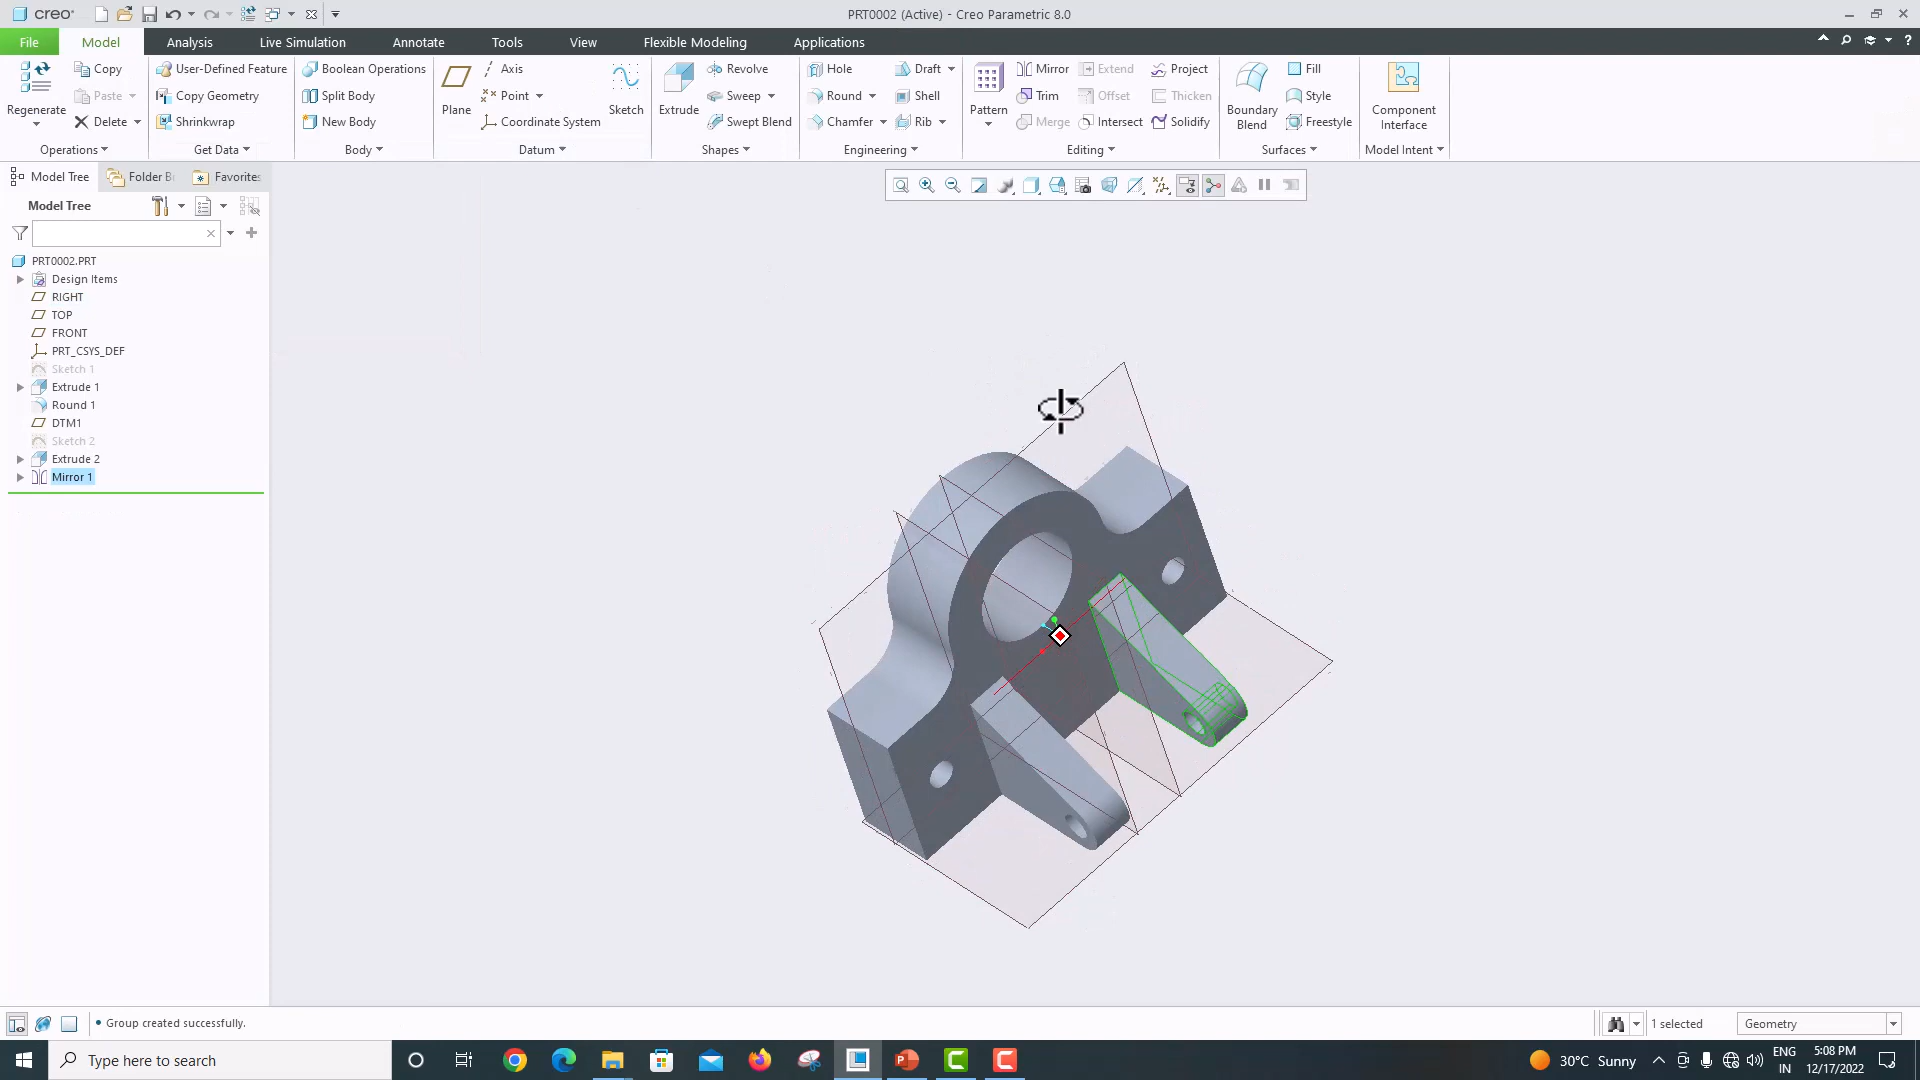 creo
PRT0002 (Active) - Creo Parametric 8.0
File Model Analysis Live Simulation Annotate Tools View Flexible Modeling Applications
Regenerate
Copy
Paste
Delete
Operations
User-Defined Feature
Copy Geometry
Shrinkwrap
Get Data
Boolean Operations
Split Body
New Body
Body
Plane
Axis
Point
Coordinate System
Sketch
Datum
Extrude
Revolve
Sweep
Swept Blend
Shapes
Hole
Round
Chamfer
Draft
Shell
Rib
Engineering
Pattern
Mirror
Trim
Merge
Extend
Offset
Intersect
Project
Thicken
Solidify
Editing
Boundary
Blend
Fill
Style
Freestyle
Surfaces
Component
Interface
Model Intent
Model Tree Folder B Favorites
Model Tree
PRT0002.PRT
Design Items
RIGHT
TOP
FRONT
PRT_CSYS_DEF
Sketch 1
Extrude 1
Round 1
DTM1
Sketch 2
Extrude 2
Mirror 1
• Group created successfully.
1 selected
Geometry
Type here to search
30°C Sunny
ENG
IN
5:08 PM
12/17/2022